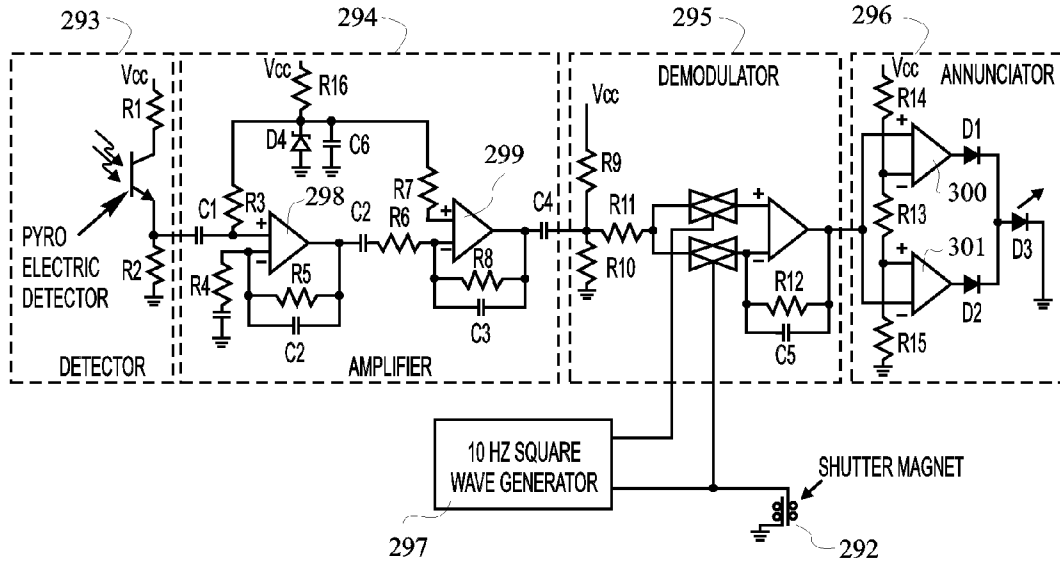 293
294
295
296
Vcc
R1
PYRO
ELECTRIC
DETECTOR
R2
DETECTOR
Vcc
R16
D4
C6
C1
R3
298
R4
R5
C2
C2
R6
R7
299
R8
C3
C4
AMPLIFIER
DEMODULATOR
Vcc
R9
R11
R10
R12
C5
ANNUNCIATOR
Vcc
R14
D1
300
R13
301
D3
D2
R15
+
−
+
−
+
−
+
−
+
−
10 HZ SQUARE
WAVE GENERATOR
297
SHUTTER MAGNET
292